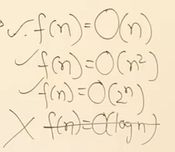 ✓ f(n) = O(n)
✓ f(n) = O(n²)
✓ f(n) = O(2ⁿ)
X f(n) = O(log n)